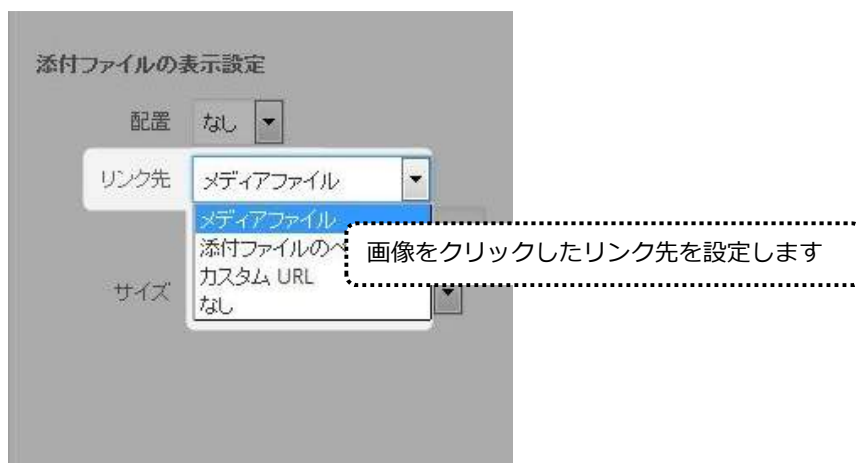 添付ファイルの表示設定
配置 なし
リンク先 メディアファイル
メディアファイル
添付ファイルのペ
画像をクリックしたリンク先を設定します
カスタム URL
サイズ
なし